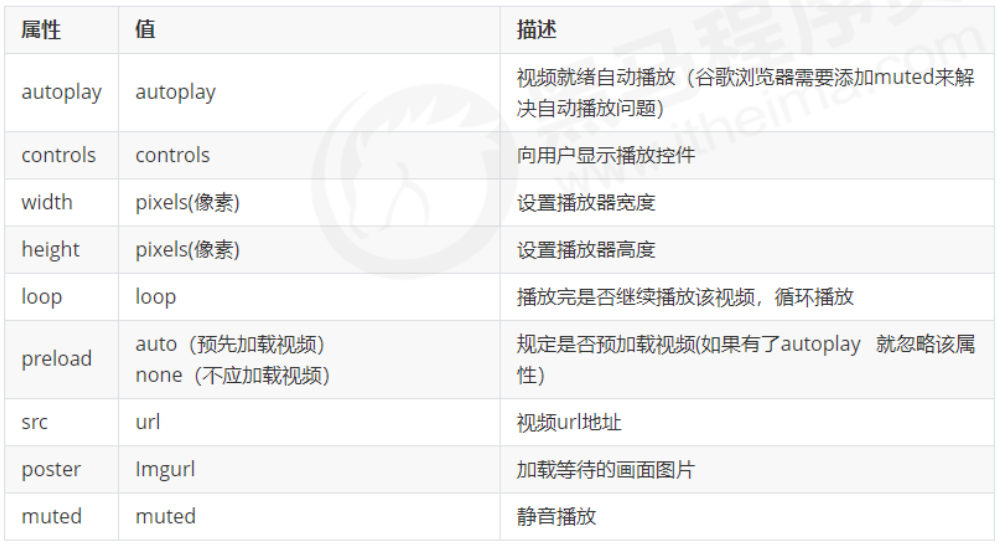 属性 值 描述
autoplay autoplay 视频就绪自动播放（谷歌浏览器需要添加muted来解
决自动播放问题）
controls controls 向用户显示播放控件
width pixels(像素) 设置播放器宽度
height pixels(像素) 设置播放器高度
loop loop 播放完是否继续播放该视频，循环播放
preload auto（预先加载视频） 规定是否预加载视频(如果有了autoplay 就忽略该属
none（不应加载视频） 性)
src url 视频url地址
poster Imgurl 加载等待的画面图片
muted muted 静音播放
黑马程序员
www.itheima.com